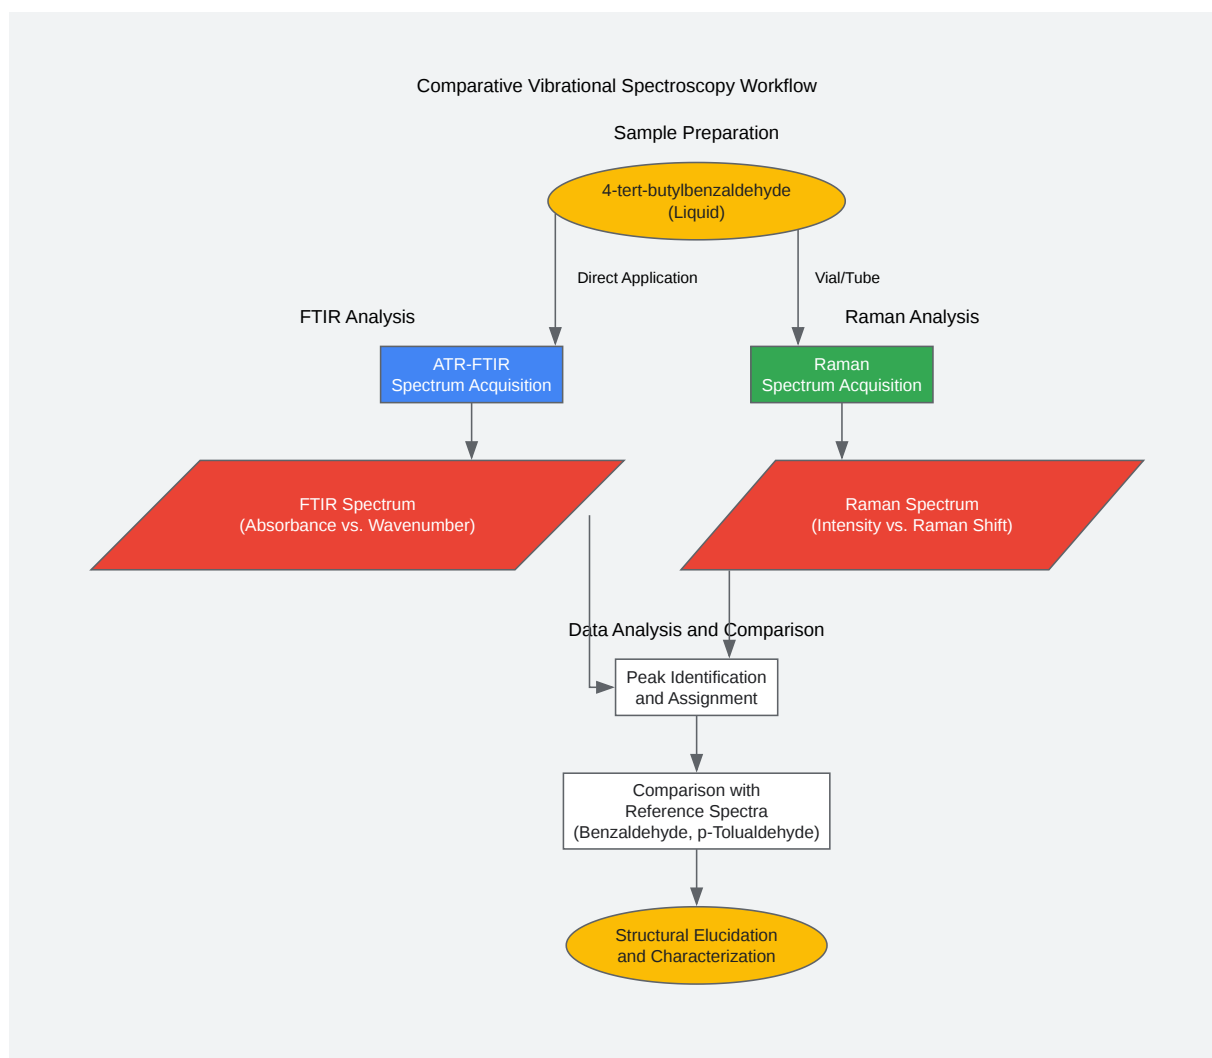 Comparative Vibrational Spectroscopy Workflow
Sample Preparation
4-tert-butylbenzaldehyde
(Liquid)
Direct Application
Vial/Tube
FTIR Analysis
Raman Analysis
ATR-FTIR
Spectrum Acquisition
Raman
Spectrum Acquisition
FTIR Spectrum
(Absorbance vs. Wavenumber)
Raman Spectrum
(Intensity vs. Raman Shift)
Data Analysis and Comparison
Peak Identification
and Assignment
Comparison with
Reference Spectra
(Benzaldehyde, p-Tolualdehyde)
Structural Elucidation
and Characterization